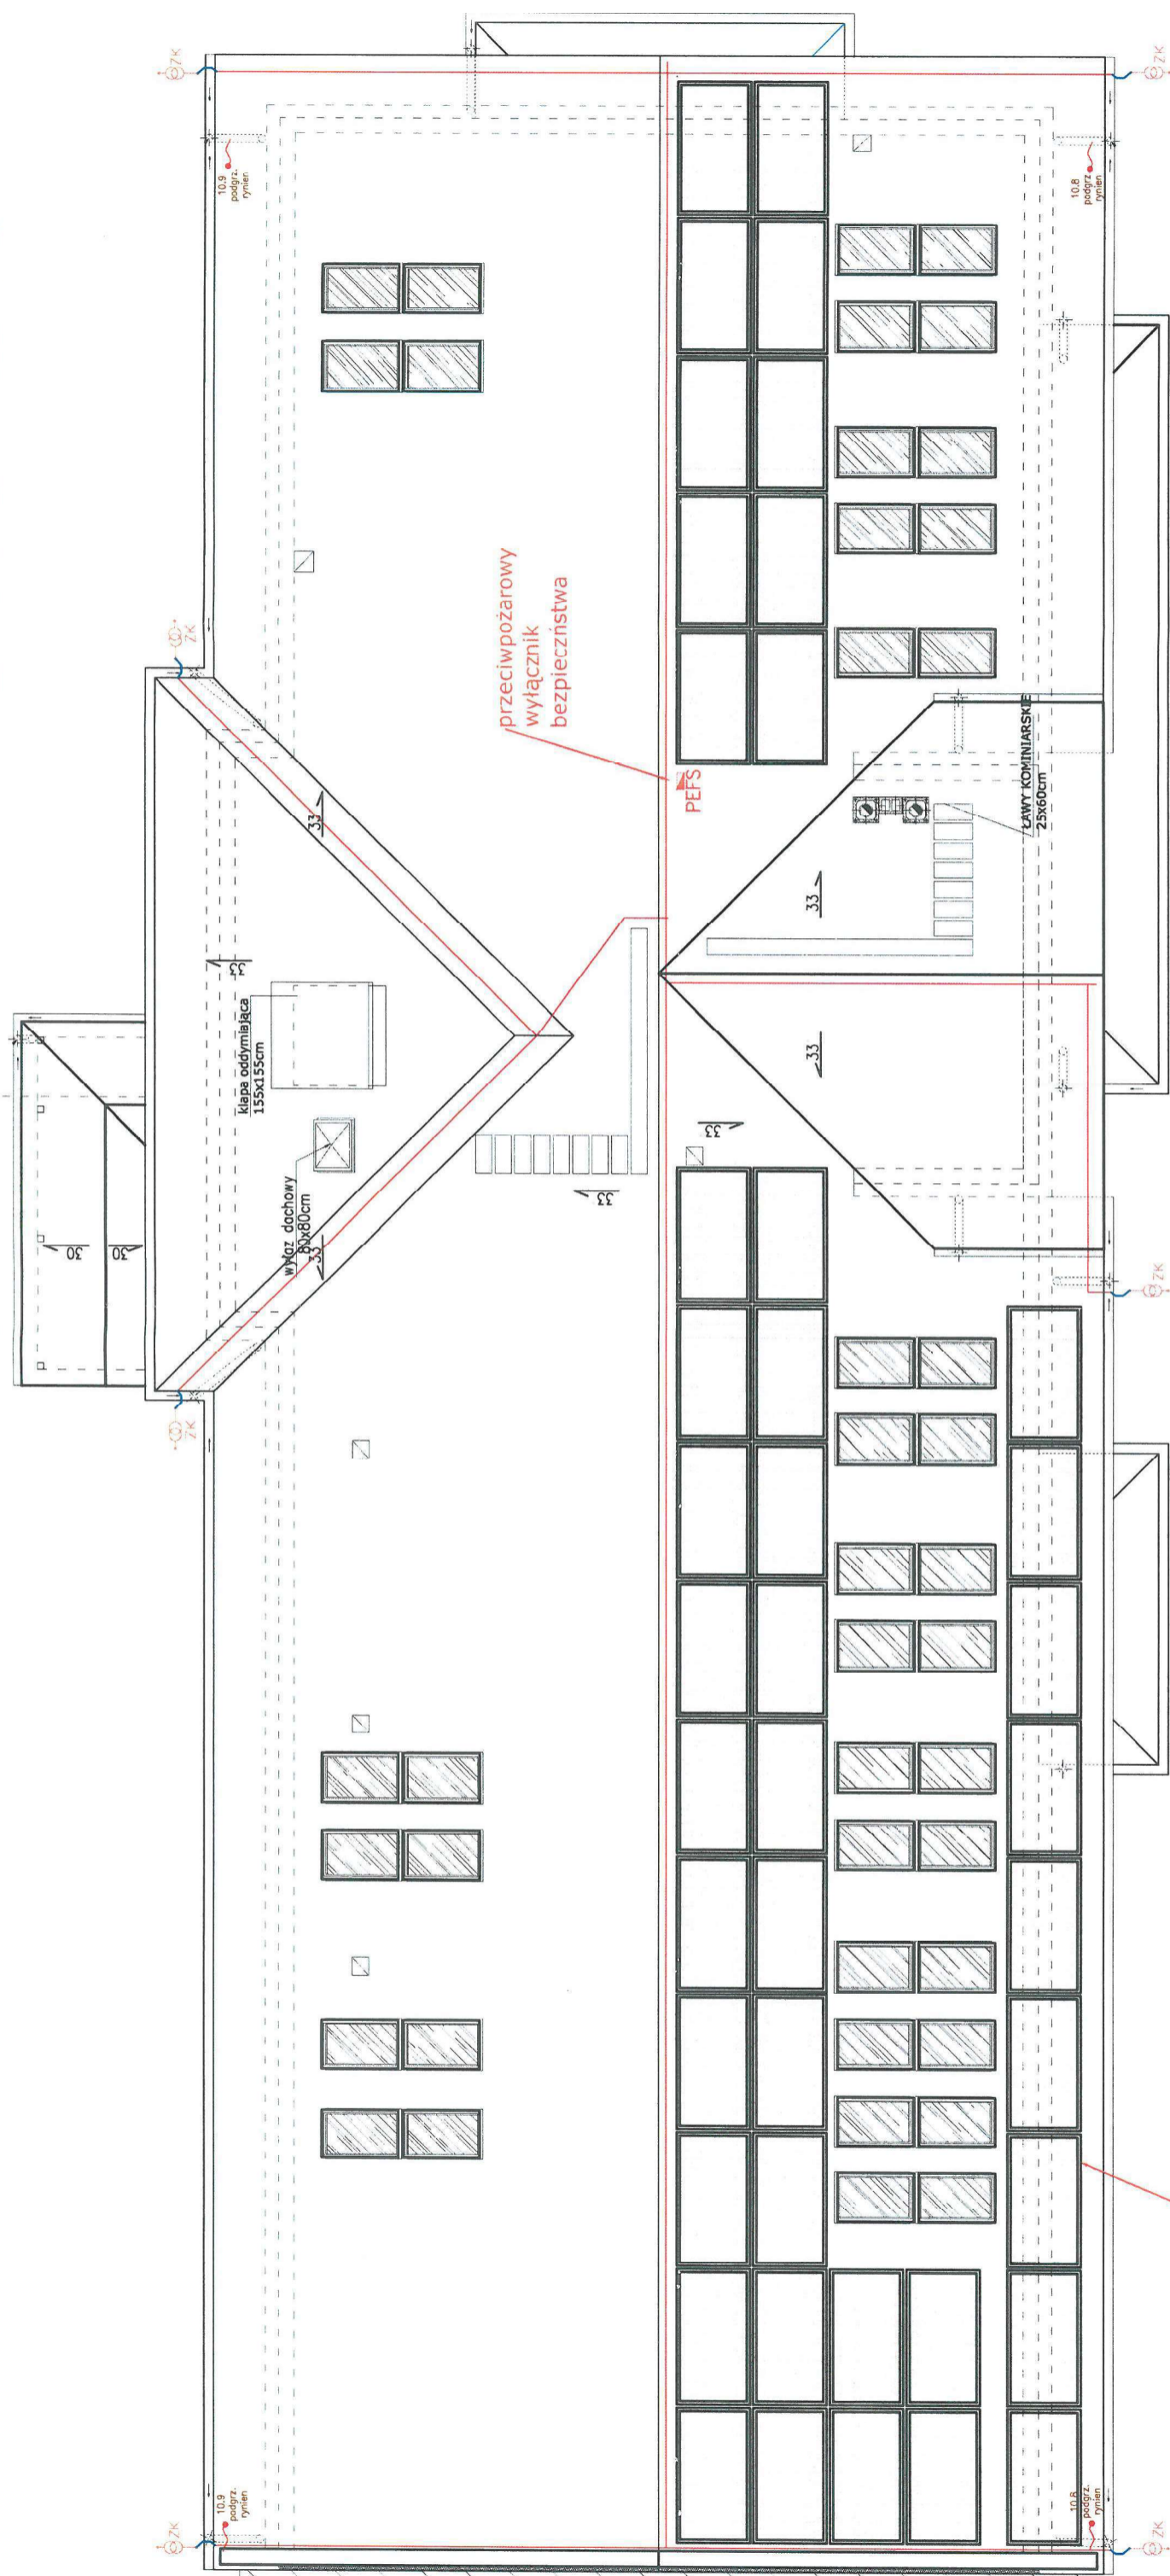 ZK
ZK
10.9
podgrz.
rynien
10.8
podgrz.
rynien
ZK
przeciwpożarowy
wyłącznik
bezpieczństwa
PEFS
33
33
ŁAWY KOMINIARSKIE
25x60cm
33
klapa oddymiająca
155x155cm
33
33
33
wyłaz dachowy
80x80cm
33
30
30
ZK
ZK
10.9
podgrz.
rynien
10.8
podgrz.
rynien
ZK
ZK